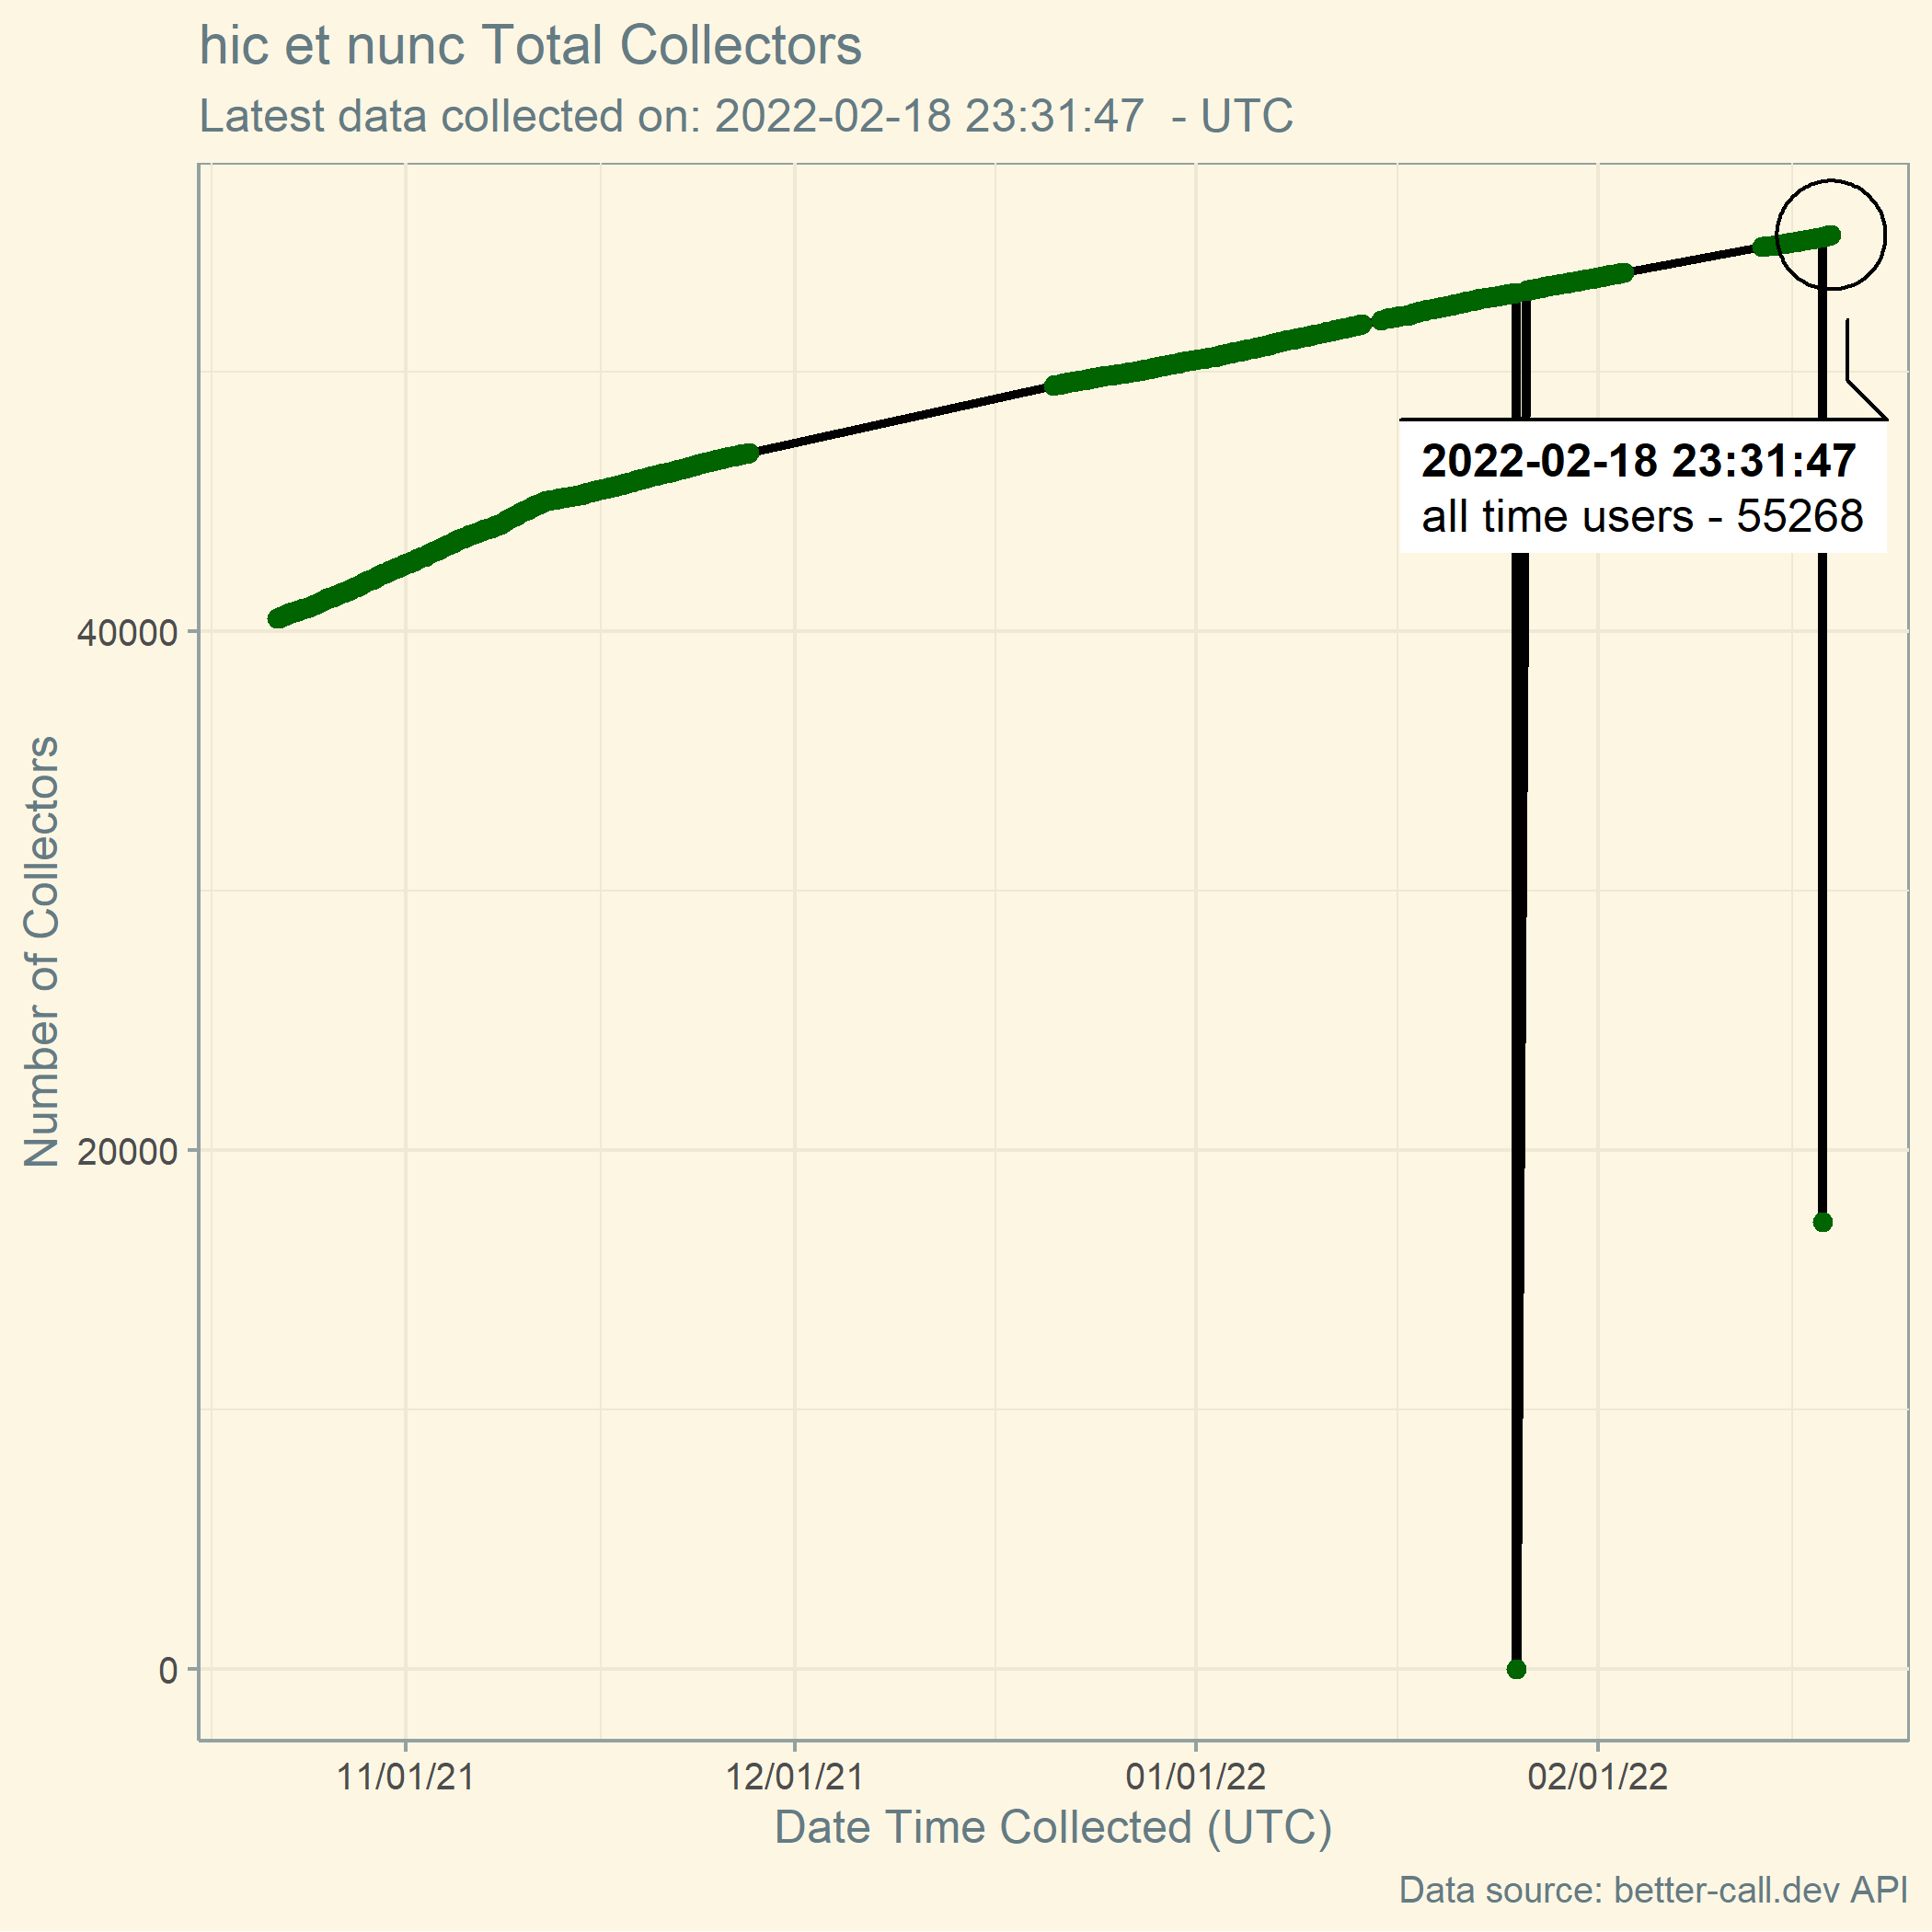 hic et nunc Total Collectors
Latest data collected on: 2022-02-18 23:31:47  - UTC
2022-02-18 23:31:47
all time users - 55268
Number of Collectors
40000
20000
0
11/01/21
12/01/21
01/01/22
02/01/22
Date Time Collected (UTC)
Data source: better-call.dev API